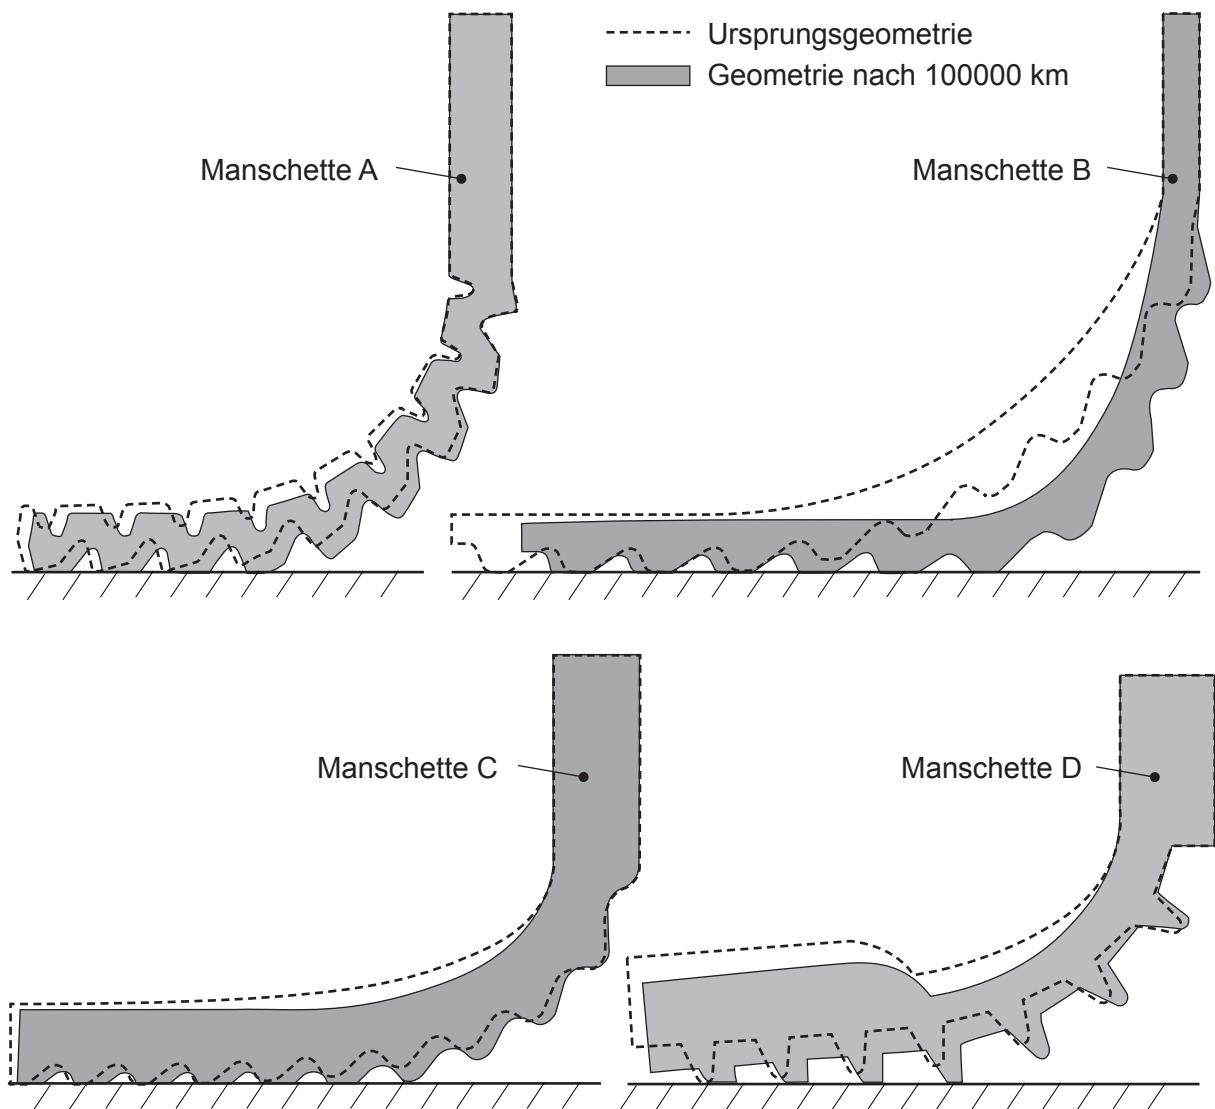 Ursprungsgeometrie
Geometrie nach 100000 km
Manschette A
Manschette B
Manschette C
Manschette D